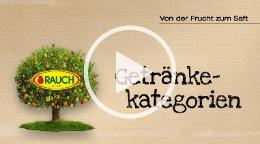 Von der Frucht zum Saft
RAUCH
Getränke-
kategorien